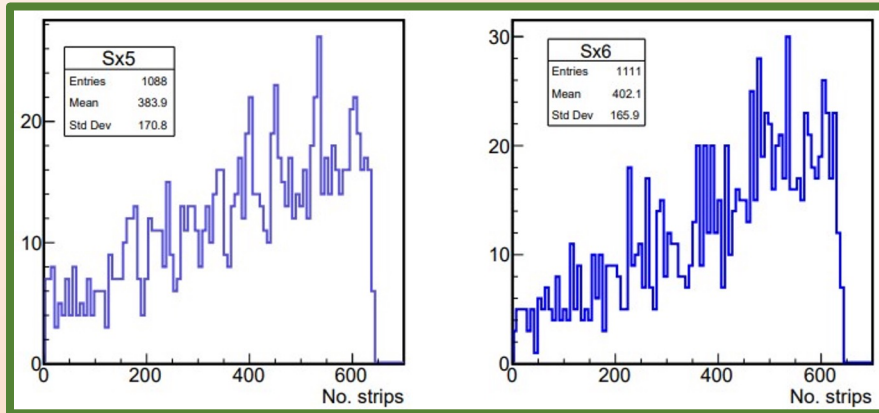 Sx5
Entries 1088
Mean 383.9
Std Dev 170.8
20
10
0
0 200 400 600
No. strips
Sx6
Entries 1111
Mean 402.1
Std Dev 165.9
30
20
10
0
0 200 400 600
No. strips